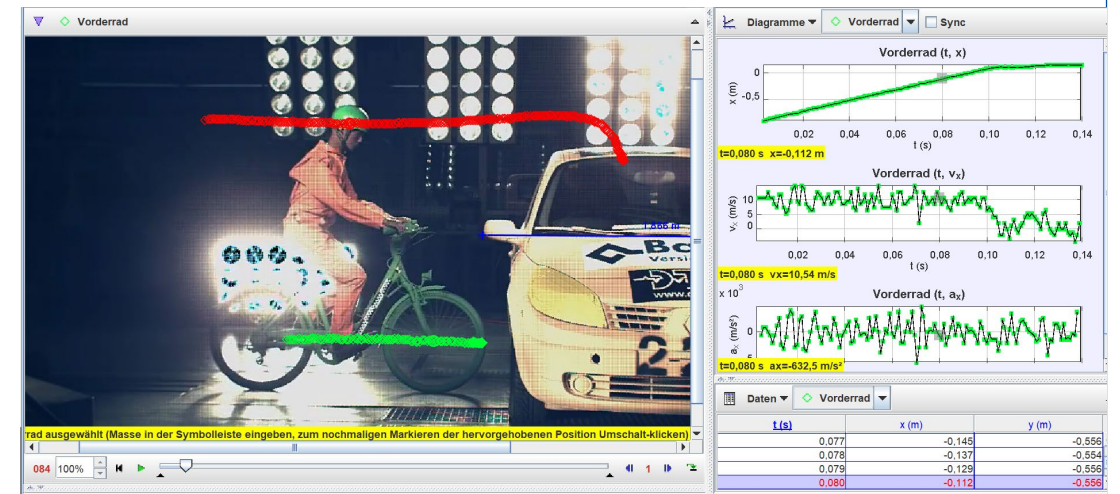 Vorderrad
Diagramme Vorderrad Sync
Vorderrad (t, x)
x (m)
0
-0,5
0,02 0,04 0,06 0,08 0,10 0,12 0,14
t (s)
t=0,080 s x=-0,112 m
Vorderrad (t, vx)
vx (m/s)
10
5
0
0,02 0,04 0,06 0,08 0,10 0,12 0,14
t (s)
t=0,080 s vx=10,54 m/s
x 10³
Vorderrad (t, ax)
ax (m/s²)
0
t=0,080 s ax=-632,5 m/s²
Daten Vorderrad
t (s) x (m) y (m)
0,077 -0,145 -0,556
0,078 -0,137 -0,554
0,079 -0,129 -0,556
0,080 -0,112 -0,556
Versi
www.
rad ausgewählt (Masse in der Symbolleiste eingeben, zum nochmaligen Markieren der hervorgehobenen Position Umschalt-klicken)
084 100% 1